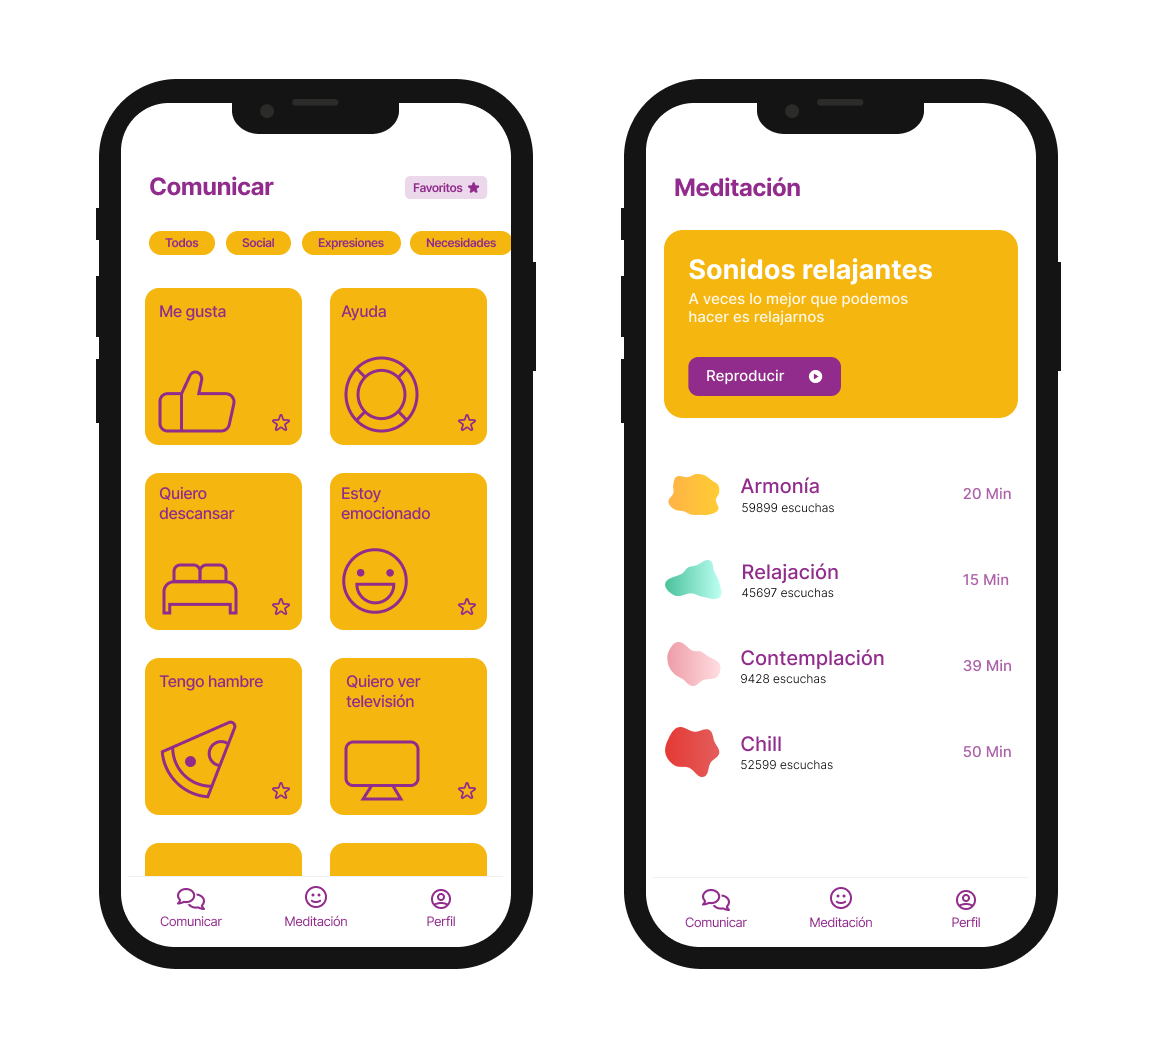 Comunicar
Favoritos
Todos
Social
Expresiones
Necesidades
Me gusta
Ayuda
Quiero
descansar
Estoy
emocionado
Tengo hambre
Quiero ver
televisión
Comunicar
Meditación
Perfil
Meditación
Sonidos relajantes
A veces lo mejor que podemos
hacer es relajarnos
Reproducir
Armonía
20 Min
59899 escuchas
Relajación
15 Min
45697 escuchas
Contemplación
39 Min
9428 escuchas
Chill
50 Min
52599 escuchas
Comunicar
Meditación
Perfil